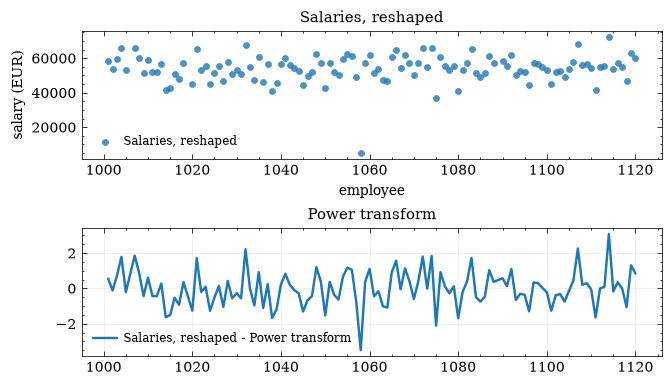 Salaries, reshaped
salary (EUR)
60000
40000
20000
Salaries, reshaped
1000 1020 1040 1060 1080 1100 1120
employee
Power transform
2
0
−2
Salaries, reshaped - Power transform
1000 1020 1040 1060 1080 1100 1120